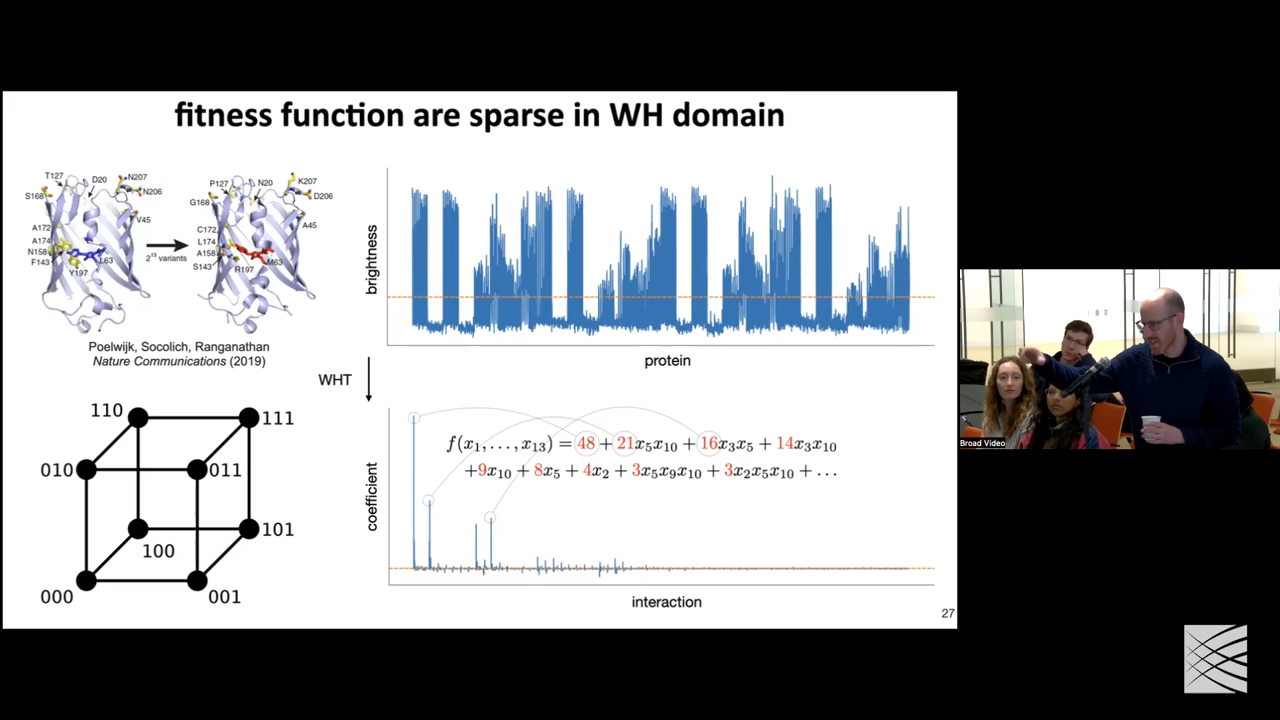 fitness function are sparse in WH domain
T127
D20
N207
S168
N206
V45
A172
A174
N158
F143
L63
Y197
2¹³ variants
P127
N20
K207
G168
D206
A45
C172
L174
A158
S143
M63
R197
Poelwijk, Socolich, Ranganathan
Nature Communications (2019)
brightness
protein
WHT
110
111
010
011
100
101
000
001
coefficient
f(x₁,...,x₁₃) = 48 + 21x₅x₁₀ + 16x₃x₅ + 14x₃x₁₀
+9x₁₀ + 8x₅ + 4x₂ + 3x₅x₉x₁₀ + 3x₂x₅x₁₀ + ...
interaction
27
Broad Video